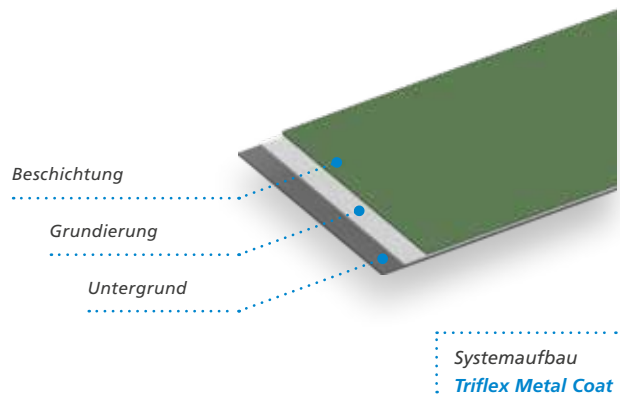 Beschichtung
Grundierung
Untergrund
Systemaufbau
Triflex Metal Coat